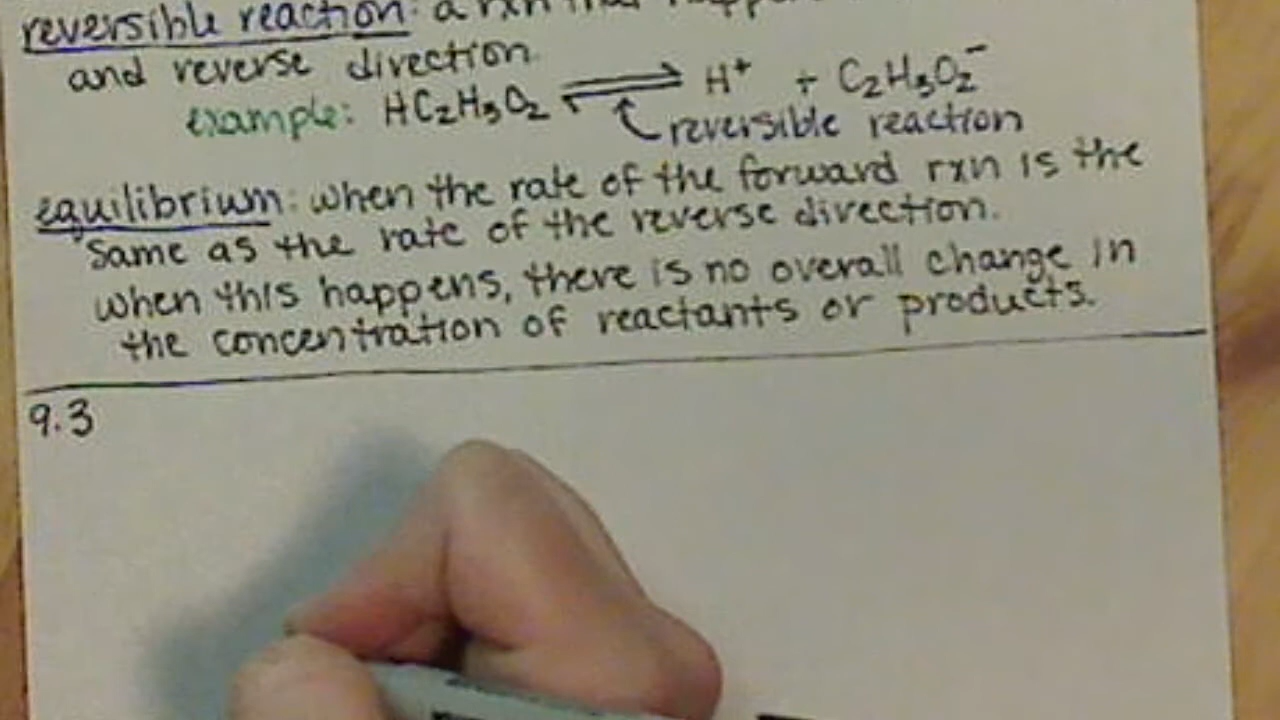 reversible reaction: a rxn that
and reverse direction.
example: HC₂H₃O₂ ⇌ H⁺ + C₂H₃O₂⁻
reversible reaction
equilibrium: when the rate of the forward rxn is the
same as the rate of the reverse direction.
when this happens, there is no overall change in
the concentration of reactants or products.
9.3